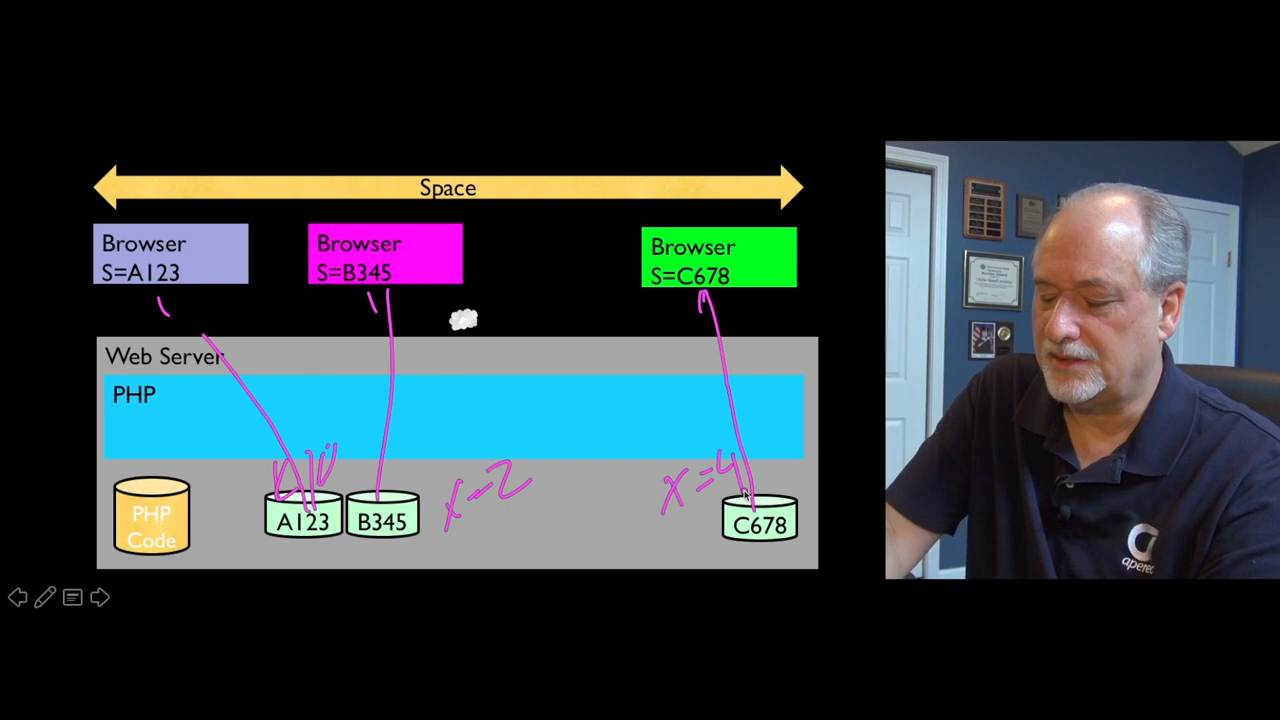 Space
Browser
S=A123
Browser
S=B345
Browser
S=C678
Web Server
PHP
x=2
x=4
PHP
Code
A123
B345
C678